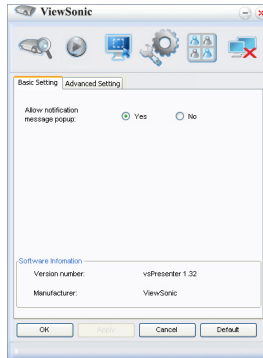 ViewSonic
Basic Setting Advanced Setting
Allow notification
message popup: Yes No
Software Infomation
Version number: vsPresenter 1.32
Manufacturer: ViewSonic
OK Apply Cancel Default